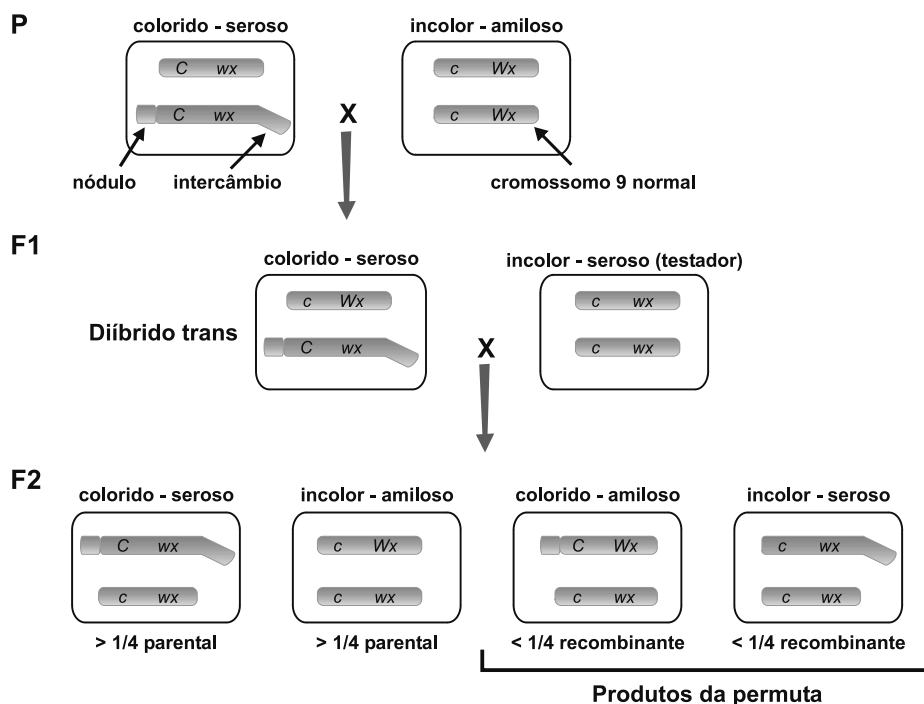 P
colorido - seroso
incolor - amiloso
C wx
c Wx
C wx
X
c Wx
nódulo
intercâmbio
cromossomo 9 normal
F1
colorido - seroso
incolor - seroso (testador)
c Wx
c wx
Diíbrido trans
C wx
X
c wx
F2
colorido - seroso
incolor - amiloso
colorido - amiloso
incolor - seroso
C wx
c Wx
C Wx
c wx
c wx
c wx
c wx
c wx
> 1/4 parental
> 1/4 parental
< 1/4 recombinante
< 1/4 recombinante
Produtos da permuta